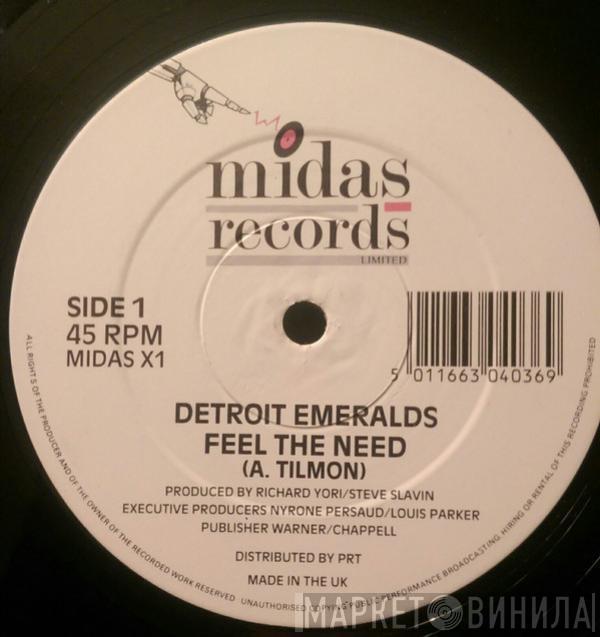 midas
records
LIMITED
SIDE 1
45 RPM
MIDAS X1
5 011663 040369
DETROIT EMERALDS
FEEL THE NEED
(A. TILMON)
PRODUCED BY RICHARD YORI/STEVE SLAVIN
EXECUTIVE PRODUCERS NYRONE PERSAUD/LOUIS PARKER
PUBLISHER WARNER/CHAPPELL
DISTRIBUTED BY PRT
MADE IN THE UK
ALL RIGHTS OF THE PRODUCER AND OF THE OWNER OF THE RECORDED WORK RESERVED UNAUTHORISED COPYING PUBLIC PERFORMANCE BROADCASTING HIRING OR RENTAL OF THIS RECORDING PROHIBITED
МАРКЕТ ВИНИЛА